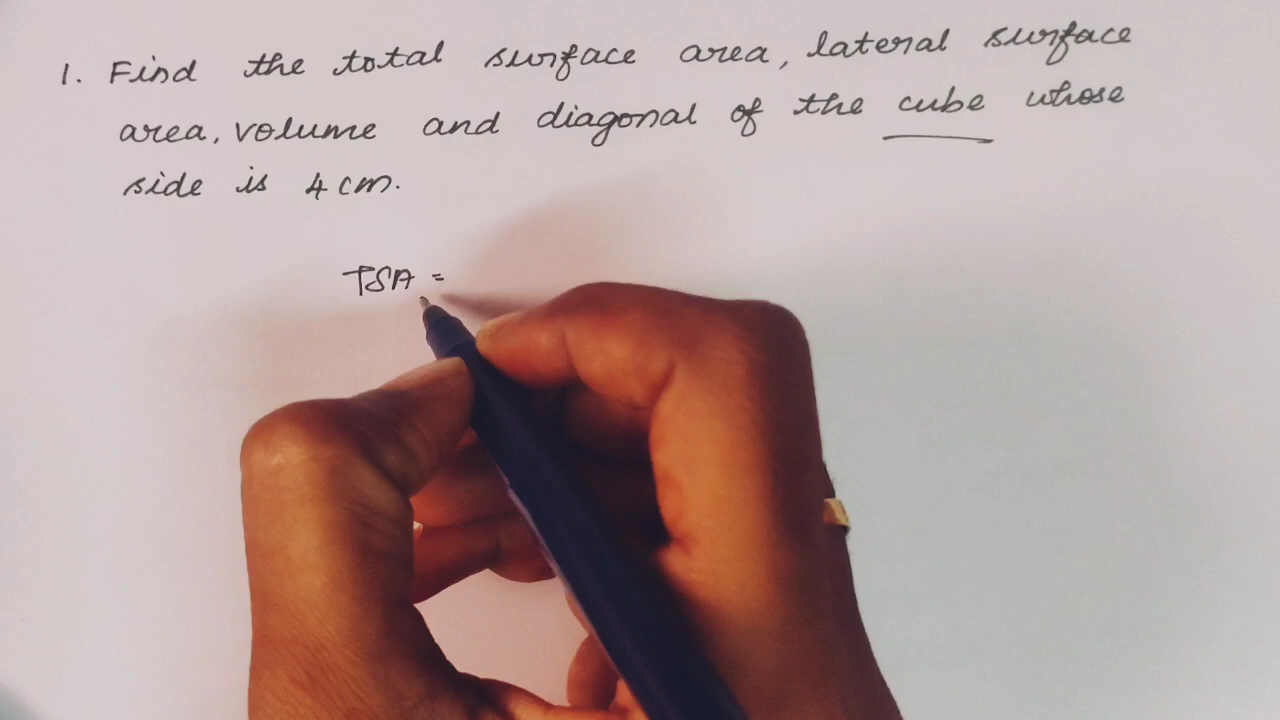 1. Find the total surface area, lateral surface
area, volume and diagonal of the cube whose
side is 4 cm.
TSA =